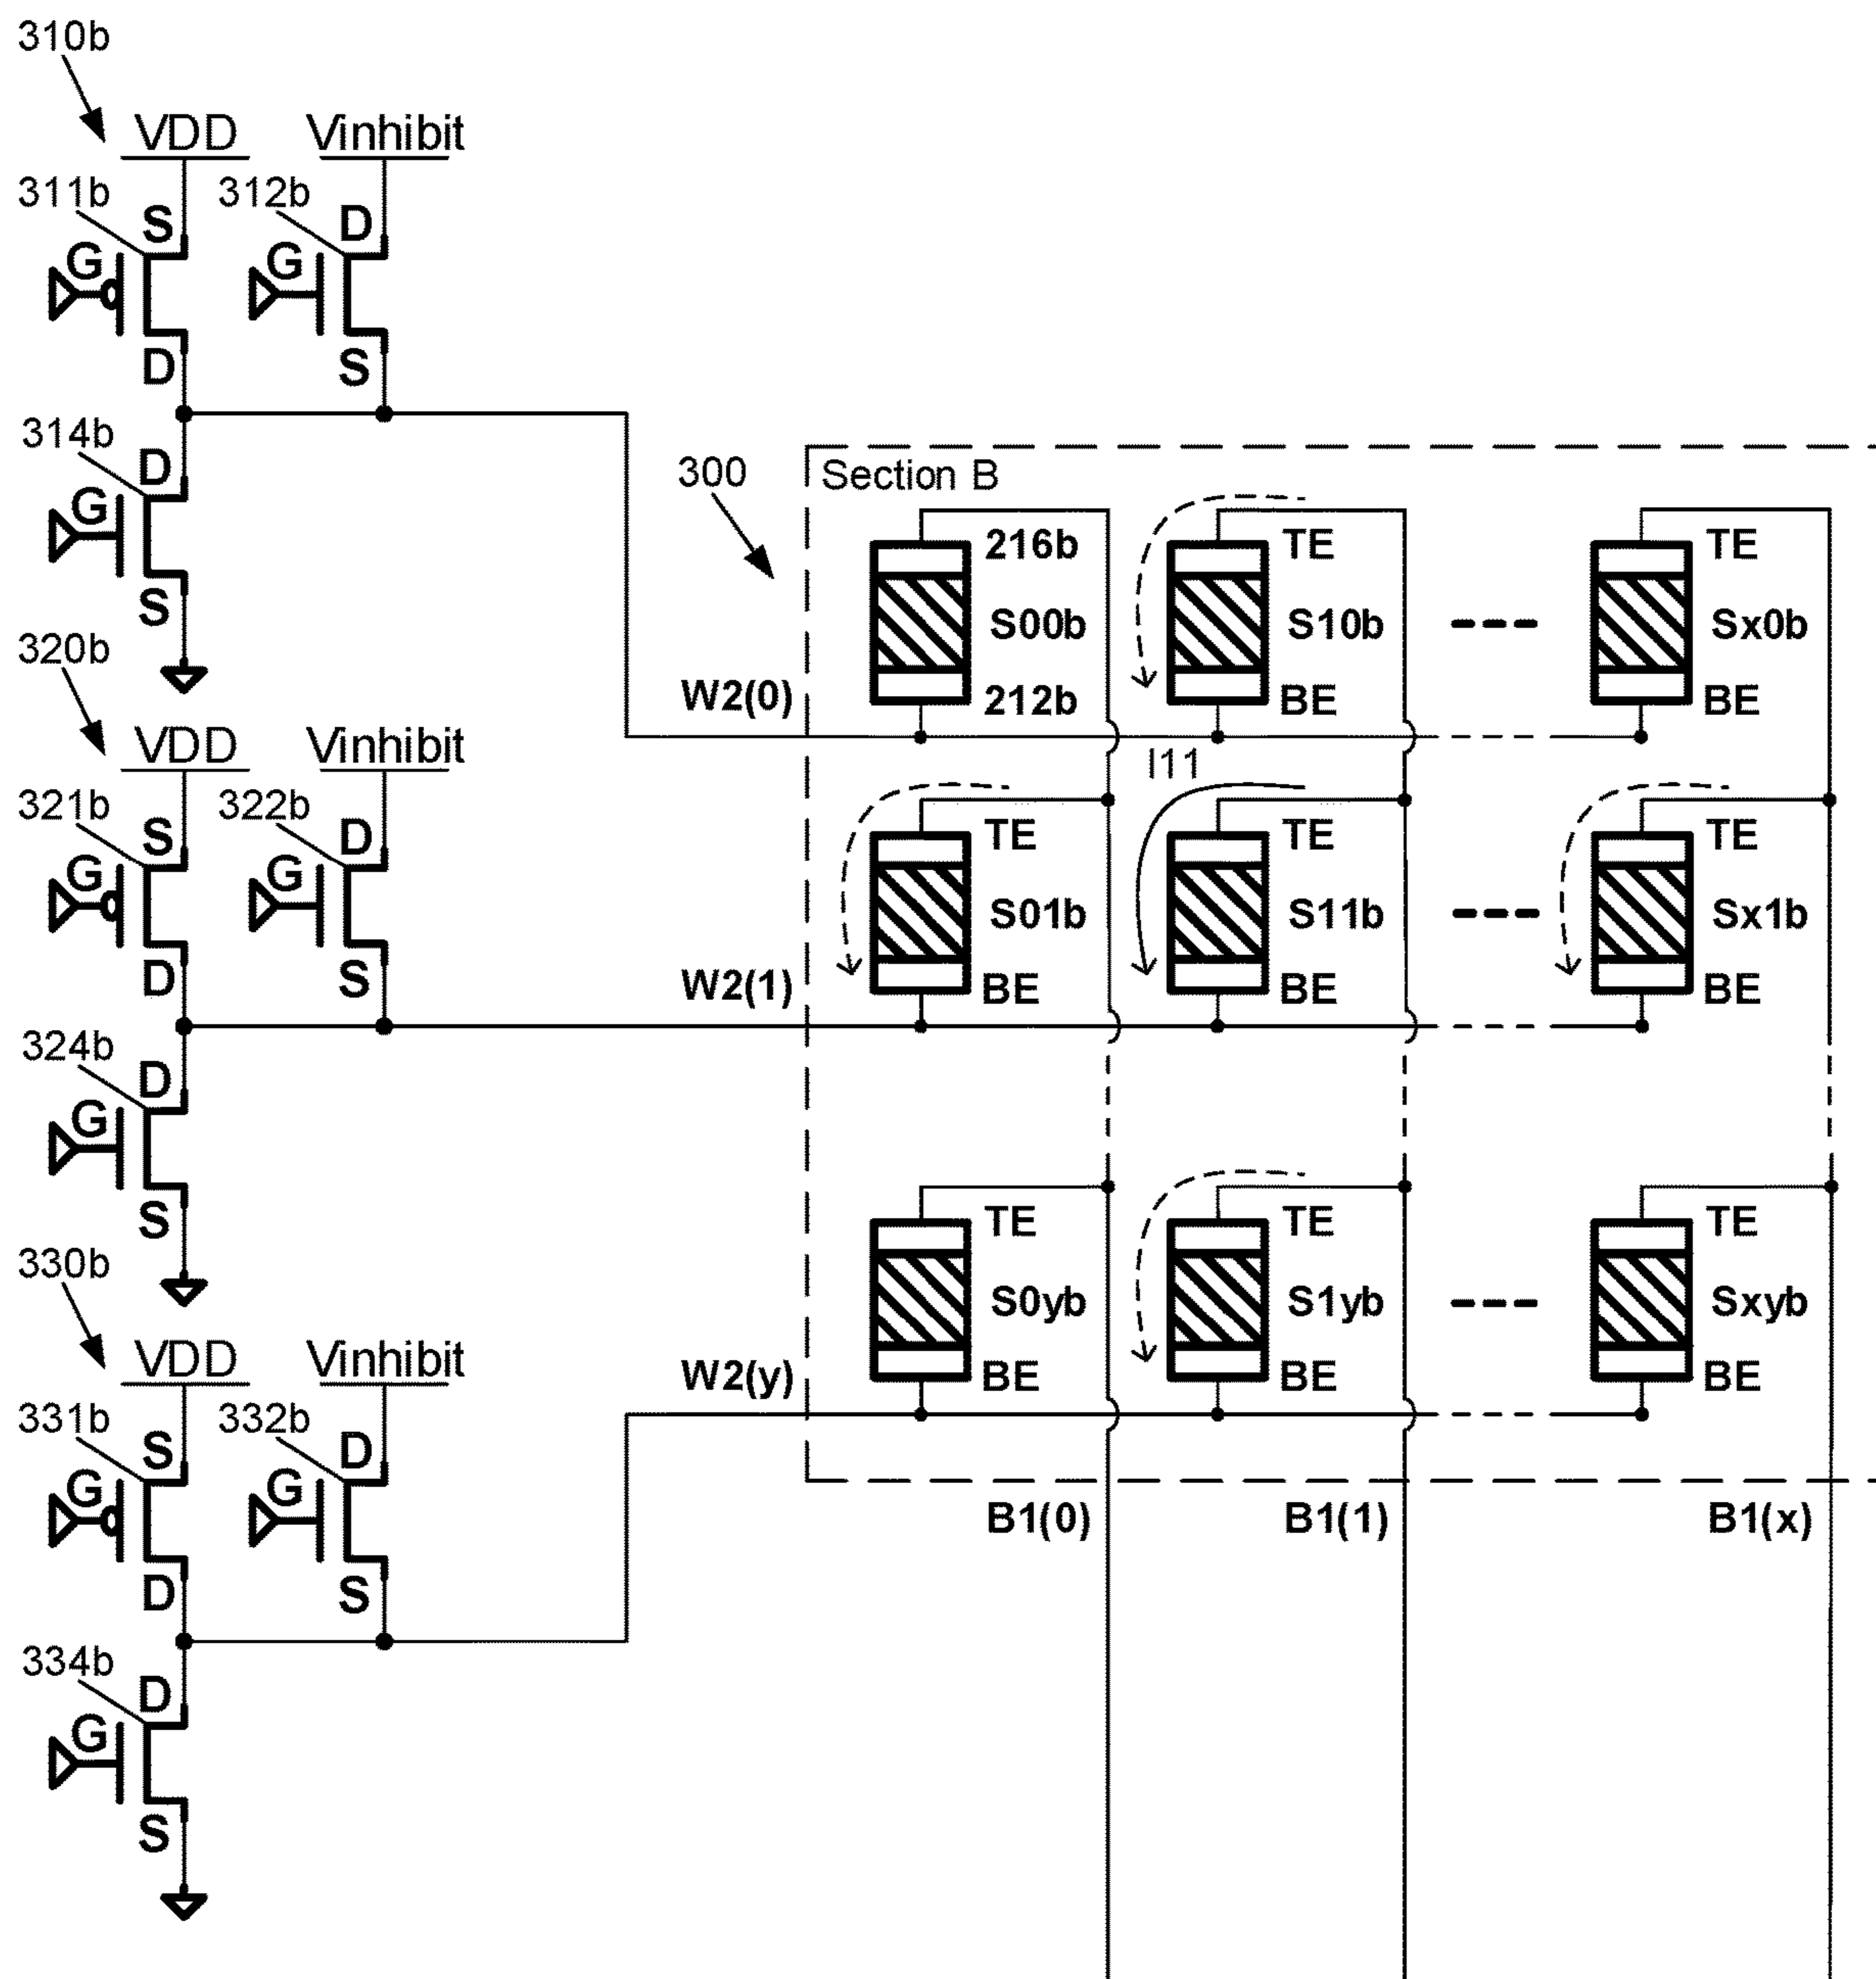 310b
VDD Vinhibit
311b S 312b D
G G
D S
314b D
G
S
300 Section B
216b TE TE
S00b S10b Sx0b
W2(0) 212b BE BE
320b
VDD Vinhibit
I11
321b S 322b D
G G
D S
TE TE TE
S01b S11b Sx1b
W2(1) BE BE BE
324b D
G
S
330b
VDD Vinhibit
TE TE TE
S0yb S1yb Sxyb
W2(y) BE BE BE
331b S 332b D
G G
D S
B1(0) B1(1) B1(x)
334b D
G
S